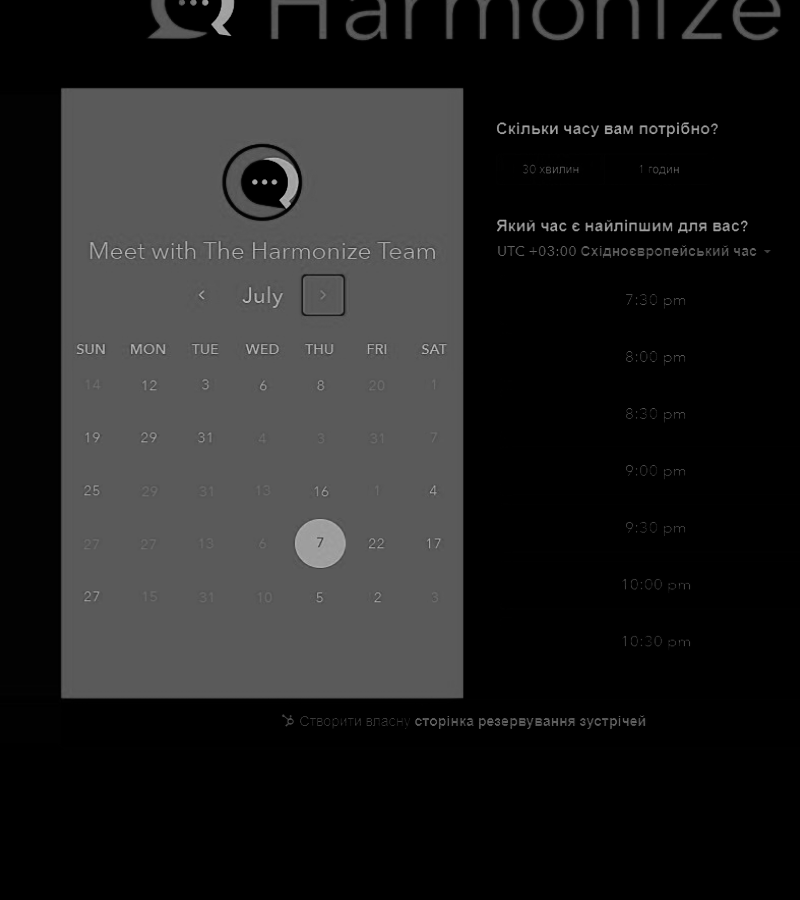 Harmonize
Meet with The Harmonize Team
July
SUN MON TUE WED THU FRI SAT
14 12 3 6 8 20 1
19 29 31 4 3 31 7
25 29 31 13 16 1 4
27 27 13 6 7 22 17
27 15 31 10 5 2 3
Скільки часу вам потрібно?
30 хвилин 1 годин
Який час є найліпшим для вас?
UTC +03:00 Східноєвропейський час
7:30 pm
8:00 pm
8:30 pm
9:00 pm
9:30 pm
10:00 pm
10:30 pm
Створити власну сторінка резервування зустрічей